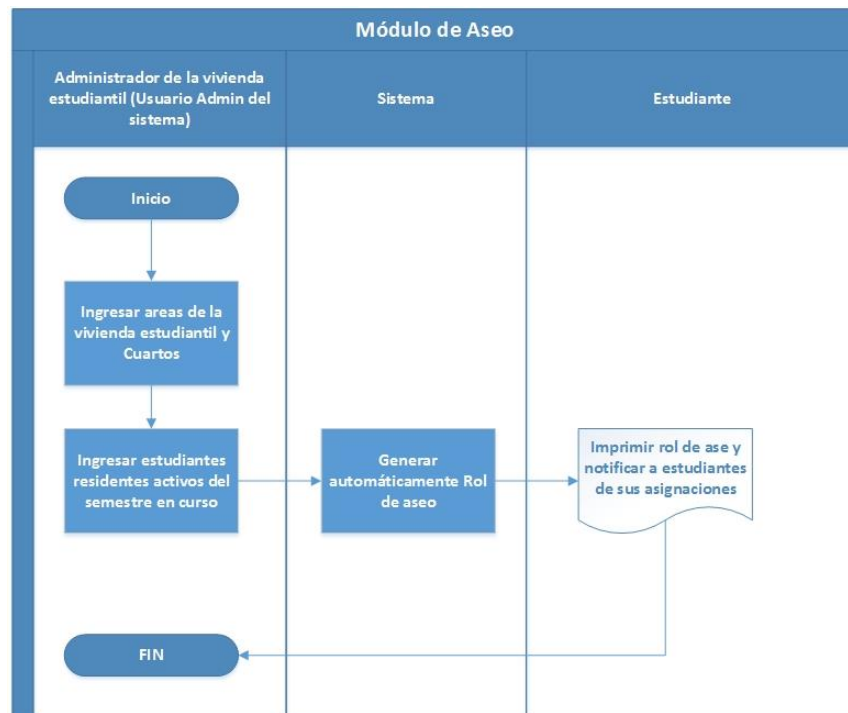 Módulo de Aseo
Administrador de la vivienda
estudiantil (Usuario Admin del
sistema)
Sistema
Estudiante
Inicio
Ingresar areas de la
vivienda estudiantil y
Cuartos
Ingresar estudiantes
residentes activos del
semestre en curso
Generar
automáticamente Rol
de aseo
Imprimir rol de ase y
notificar a estudiantes
de sus asignaciones
FIN